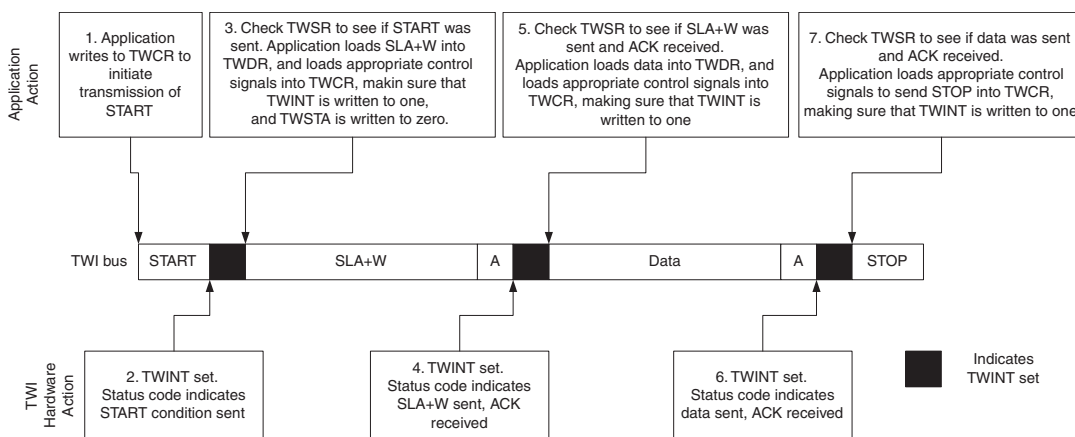 Application
Action
1. Application
writes to TWCR to
initiate
transmission of
START
3. Check TWSR to see if START was
sent. Application loads SLA+W into
TWDR, and loads appropriate control
signals into TWCR, makin sure that
TWINT is written to one,
and TWSTA is written to zero.
5. Check TWSR to see if SLA+W was
sent and ACK received.
Application loads data into TWDR, and
loads appropriate control signals into
TWCR, making sure that TWINT is
written to one
7. Check TWSR to see if data was sent
and ACK received.
Application loads appropriate control
signals to send STOP into TWCR,
making sure that TWINT is written to one
TWI bus
START
SLA+W
A
Data
A
STOP
TWI
Hardware
Action
2. TWINT set.
Status code indicates
START condition sent
4. TWINT set.
Status code indicates
SLA+W sent, ACK
received
6. TWINT set.
Status code indicates
data sent, ACK received
Indicates
TWINT set